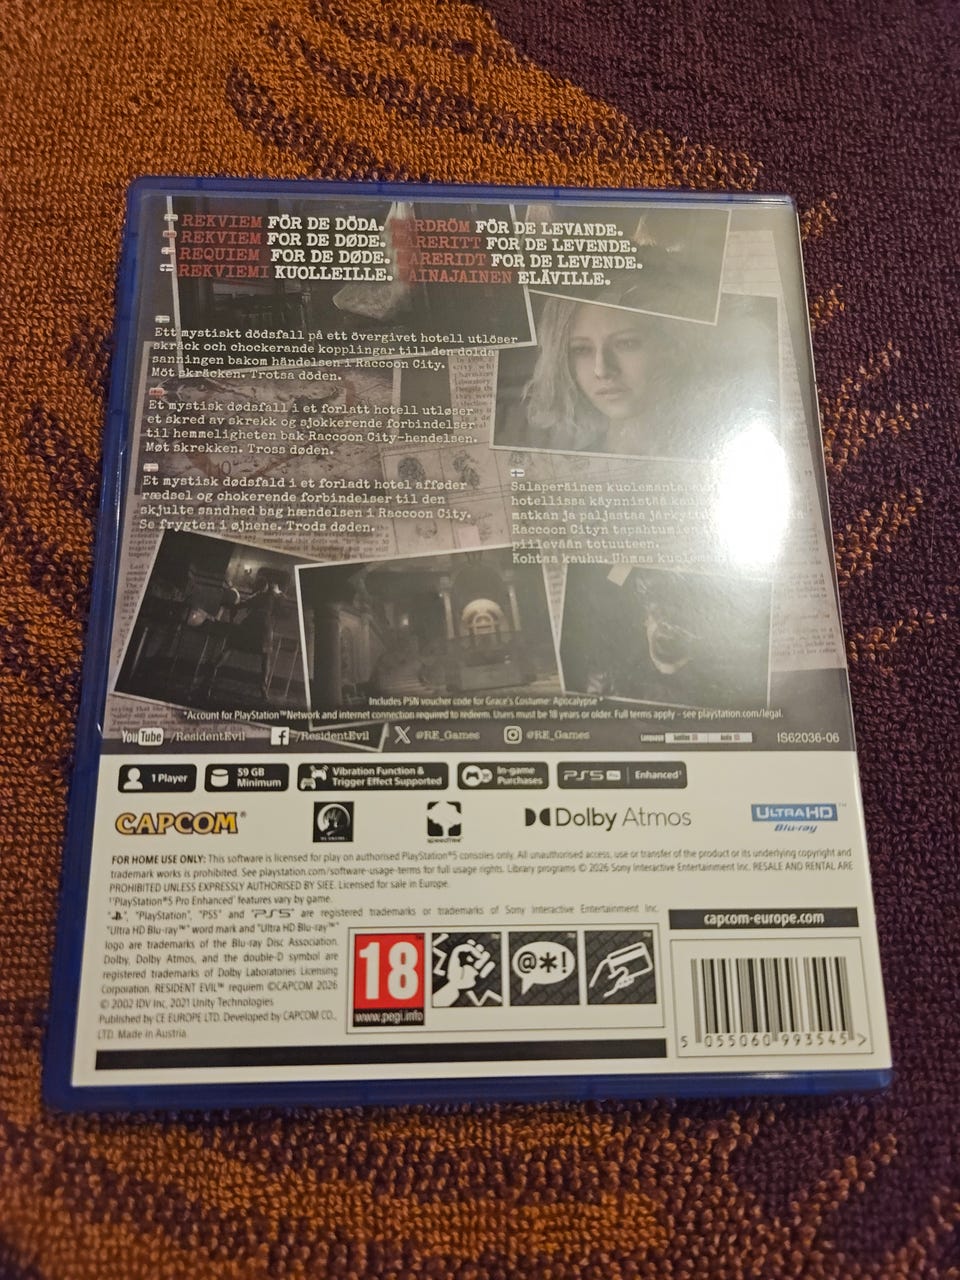 REKVIEM FÖR DE DÖDA. MARDRÖM FÖR DE LEVANDE.
REKVIEM FOR DE DØDE. MARERITT FOR DE LEVENDE.
REQUIEM FOR DE DØDE. MARERIDT FOR DE LEVENDE.
REKVIEMI KUOLLEILLE. PAINAJAINEN ELÄVILLE.
Ett mystiskt dödsfall på ett övergivet hotell utlöser
skräck och chockerande kopplingar till den dolda
sanningen bakom händelsen i Raccoon City.
Möt skräcken. Trotsa döden.
Et mystisk dødsfall i et forlatt hotell utløser
et skred av skrekk og sjokkerende forbindelser
til hemmeligheten bak Raccoon City-hendelsen.
Møt skrekken. Tross døden.
Et mystisk dødsfald i et forladt hotel afføder
rædsel og chokerende forbindelser til den
skjulte sandhed bag hændelsen i Raccoon City.
Se frygten i øjnene. Trods døden.
Salaperäinen kuolemanta
hotellissa käynnistää
matkan ja paljastaa
Raccoon Cityn tapahtumien
piilevään totuuteen.
Kohtaa kauhu. Uhmaa
Includes PSN voucher code for Grace's Costume: Apocalypse*
*Account for PlayStation™Network and internet connection required to redeem. Users must be 18 years or older. Full terms apply – see playstation.com/legal.
YouTube /ResidentEvil f /ResidentEvil X @RE_Games @RE_Games Language Audio IS62036-06
1 Player 59 GB Minimum Vibration Function & Trigger Effect Supported In-game Purchases PS5 Pro Enhanced¹
CAPCOM® RE ENGINE speedtree Dolby Atmos ULTRA HD Blu-ray™
FOR HOME USE ONLY: This software is licensed for play on authorised PlayStation®5 consoles only. All unauthorised access, use or transfer of the product or its underlying copyright and
trademark works is prohibited. See playstation.com/software-usage-terms for full usage rights. Library programs © 2026 Sony Interactive Entertainment Inc. RESALE AND RENTAL ARE
PROHIBITED UNLESS EXPRESSLY AUTHORISED BY SIEE. Licensed for sale in Europe.
¹'PlayStation®5 Pro Enhanced' features vary by game.
"PS", "PlayStation", "PS5" and "PS5" are registered trademarks or trademarks of Sony Interactive Entertainment Inc.
"Ultra HD Blu-ray™" word mark and "Ultra HD Blu-ray™"
logo are trademarks of the Blu-ray Disc Association.
Dolby, Dolby Atmos, and the double-D symbol are
registered trademarks of Dolby Laboratories Licensing
Corporation. RESIDENT EVIL™ requiem ©CAPCOM 2026
© 2002 IDV Inc. 2021 Unity Technologies
Published by CE EUROPE LTD. Developed by CAPCOM CO.,
LTD. Made in Austria.
18
www.pegi.info
@*!
capcom-europe.com
5 055060 993545 >